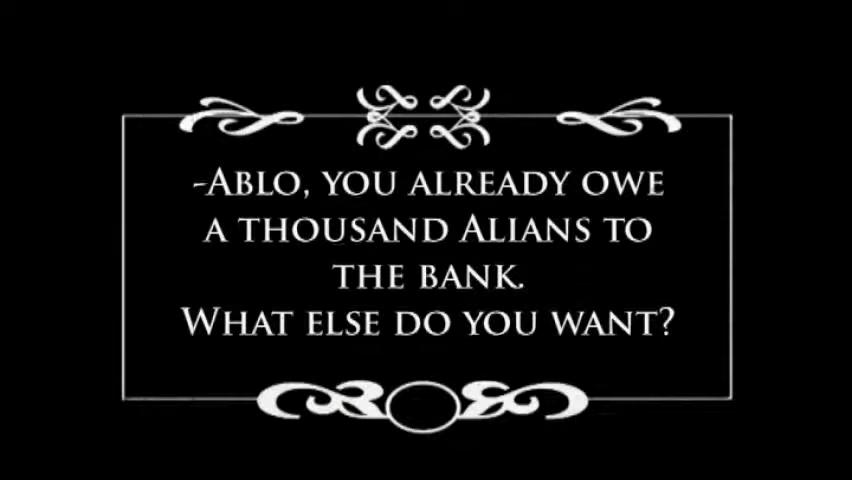 -Ablo, you already owe
a thousand Alians to
the bank.
What else do you want?